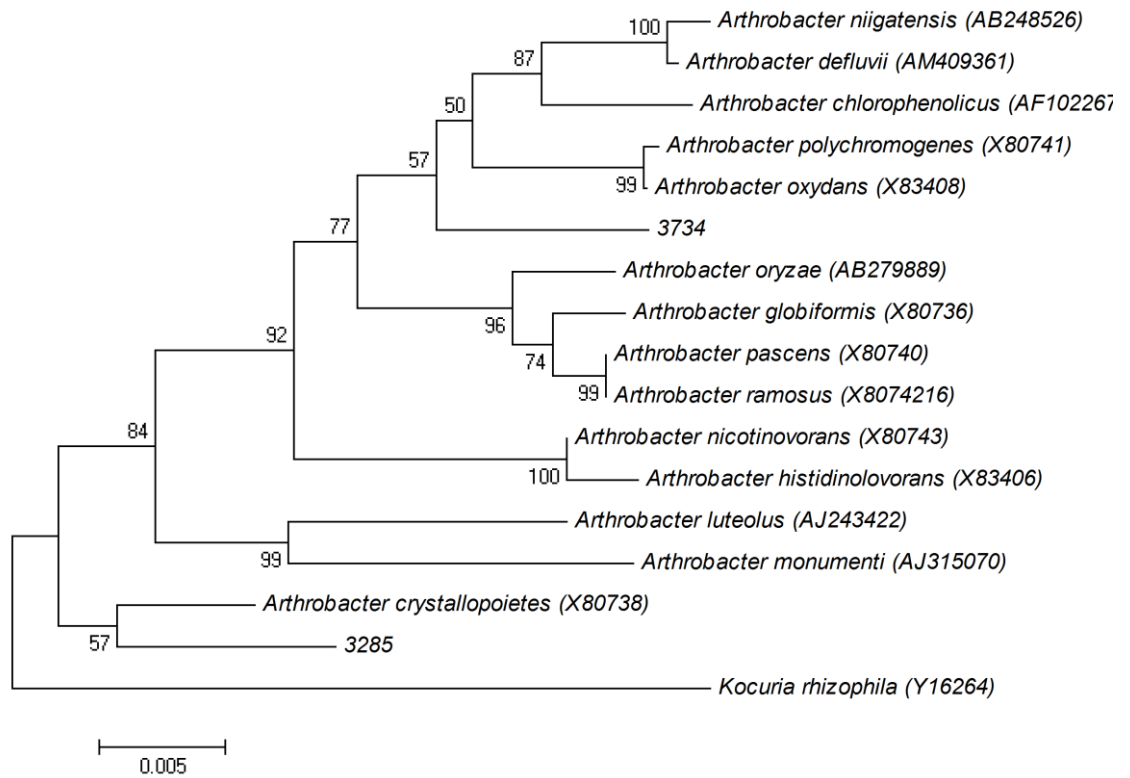 100
Arthrobacter niigatensis (AB248526)
87
Arthrobacter defluvii (AM409361)
50
Arthrobacter chlorophenolicus (AF102267
57
Arthrobacter polychromogenes (X80741)
99
Arthrobacter oxydans (X83408)
77
3734
Arthrobacter oryzae (AB279889)
96
Arthrobacter globiformis (X80736)
92
74
Arthrobacter pascens (X80740)
99
Arthrobacter ramosus (X8074216)
84
Arthrobacter nicotinovorans (X80743)
100
Arthrobacter histidinolovorans (X83406)
Arthrobacter luteolus (AJ243422)
99
Arthrobacter monumenti (AJ315070)
Arthrobacter crystallopoietes (X80738)
57
3285
Kocuria rhizophila (Y16264)
0.005